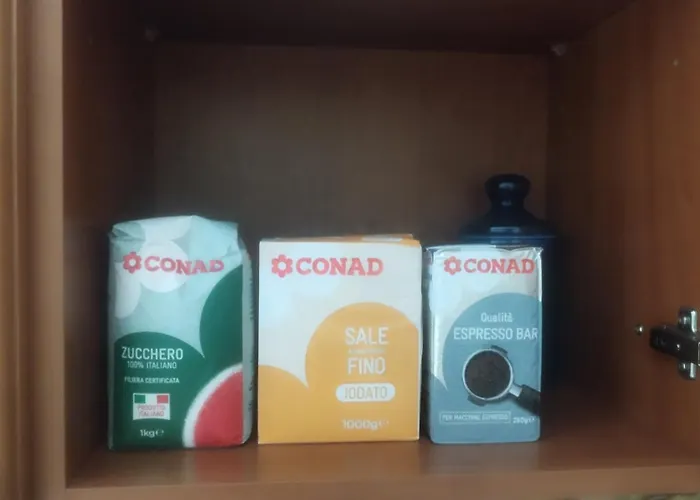 CONAD
ZUCCHERO
100% ITALIANO
FILIERA CERTIFICATA
PRODOTTO
ITALIANO
1kg e
CONAD
SALE
FINO
IODATO
1000g e
CONAD
Qualità
ESPRESSO BAR
PER MACCHINE ESPRESSO
250g e